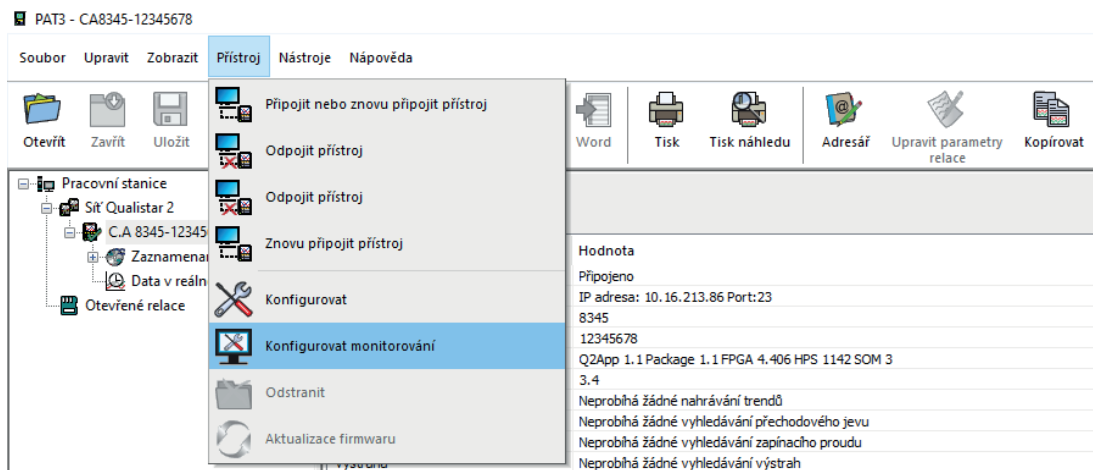 PAT3 - CA8345-12345678
Soubor Upravit Zobrazit Přístroj Nástroje Nápověda
Otevřít Zavřít Uložit Word Tisk Tisk náhledu Adresář Upravit parametry relace Kopírovat
Připojit nebo znovu připojit přístroj
Odpojit přístroj
Odpojit přístroj
Znovu připojit přístroj
Konfigurovat
Konfigurovat monitorování
Odstranit
Aktualizace firmwaru
Pracovní stanice
Síť Qualistar 2
C.A 8345-1234
Zaznamena
Data v reáln
Otevřené relace
Hodnota
Připojeno
IP adresa: 10.16.213.86 Port:23
8345
12345678
Q2App 1.1 Package 1.1 FPGA 4.406 HPS 1142 SOM 3
3.4
Neprobíhá žádné nahrávání trendů
Neprobíhá žádné vyhledávání přechodového jevu
Neprobíhá žádné vyhledávání zapínacího proudu
Neprobíhá žádné vyhledávání výstrah